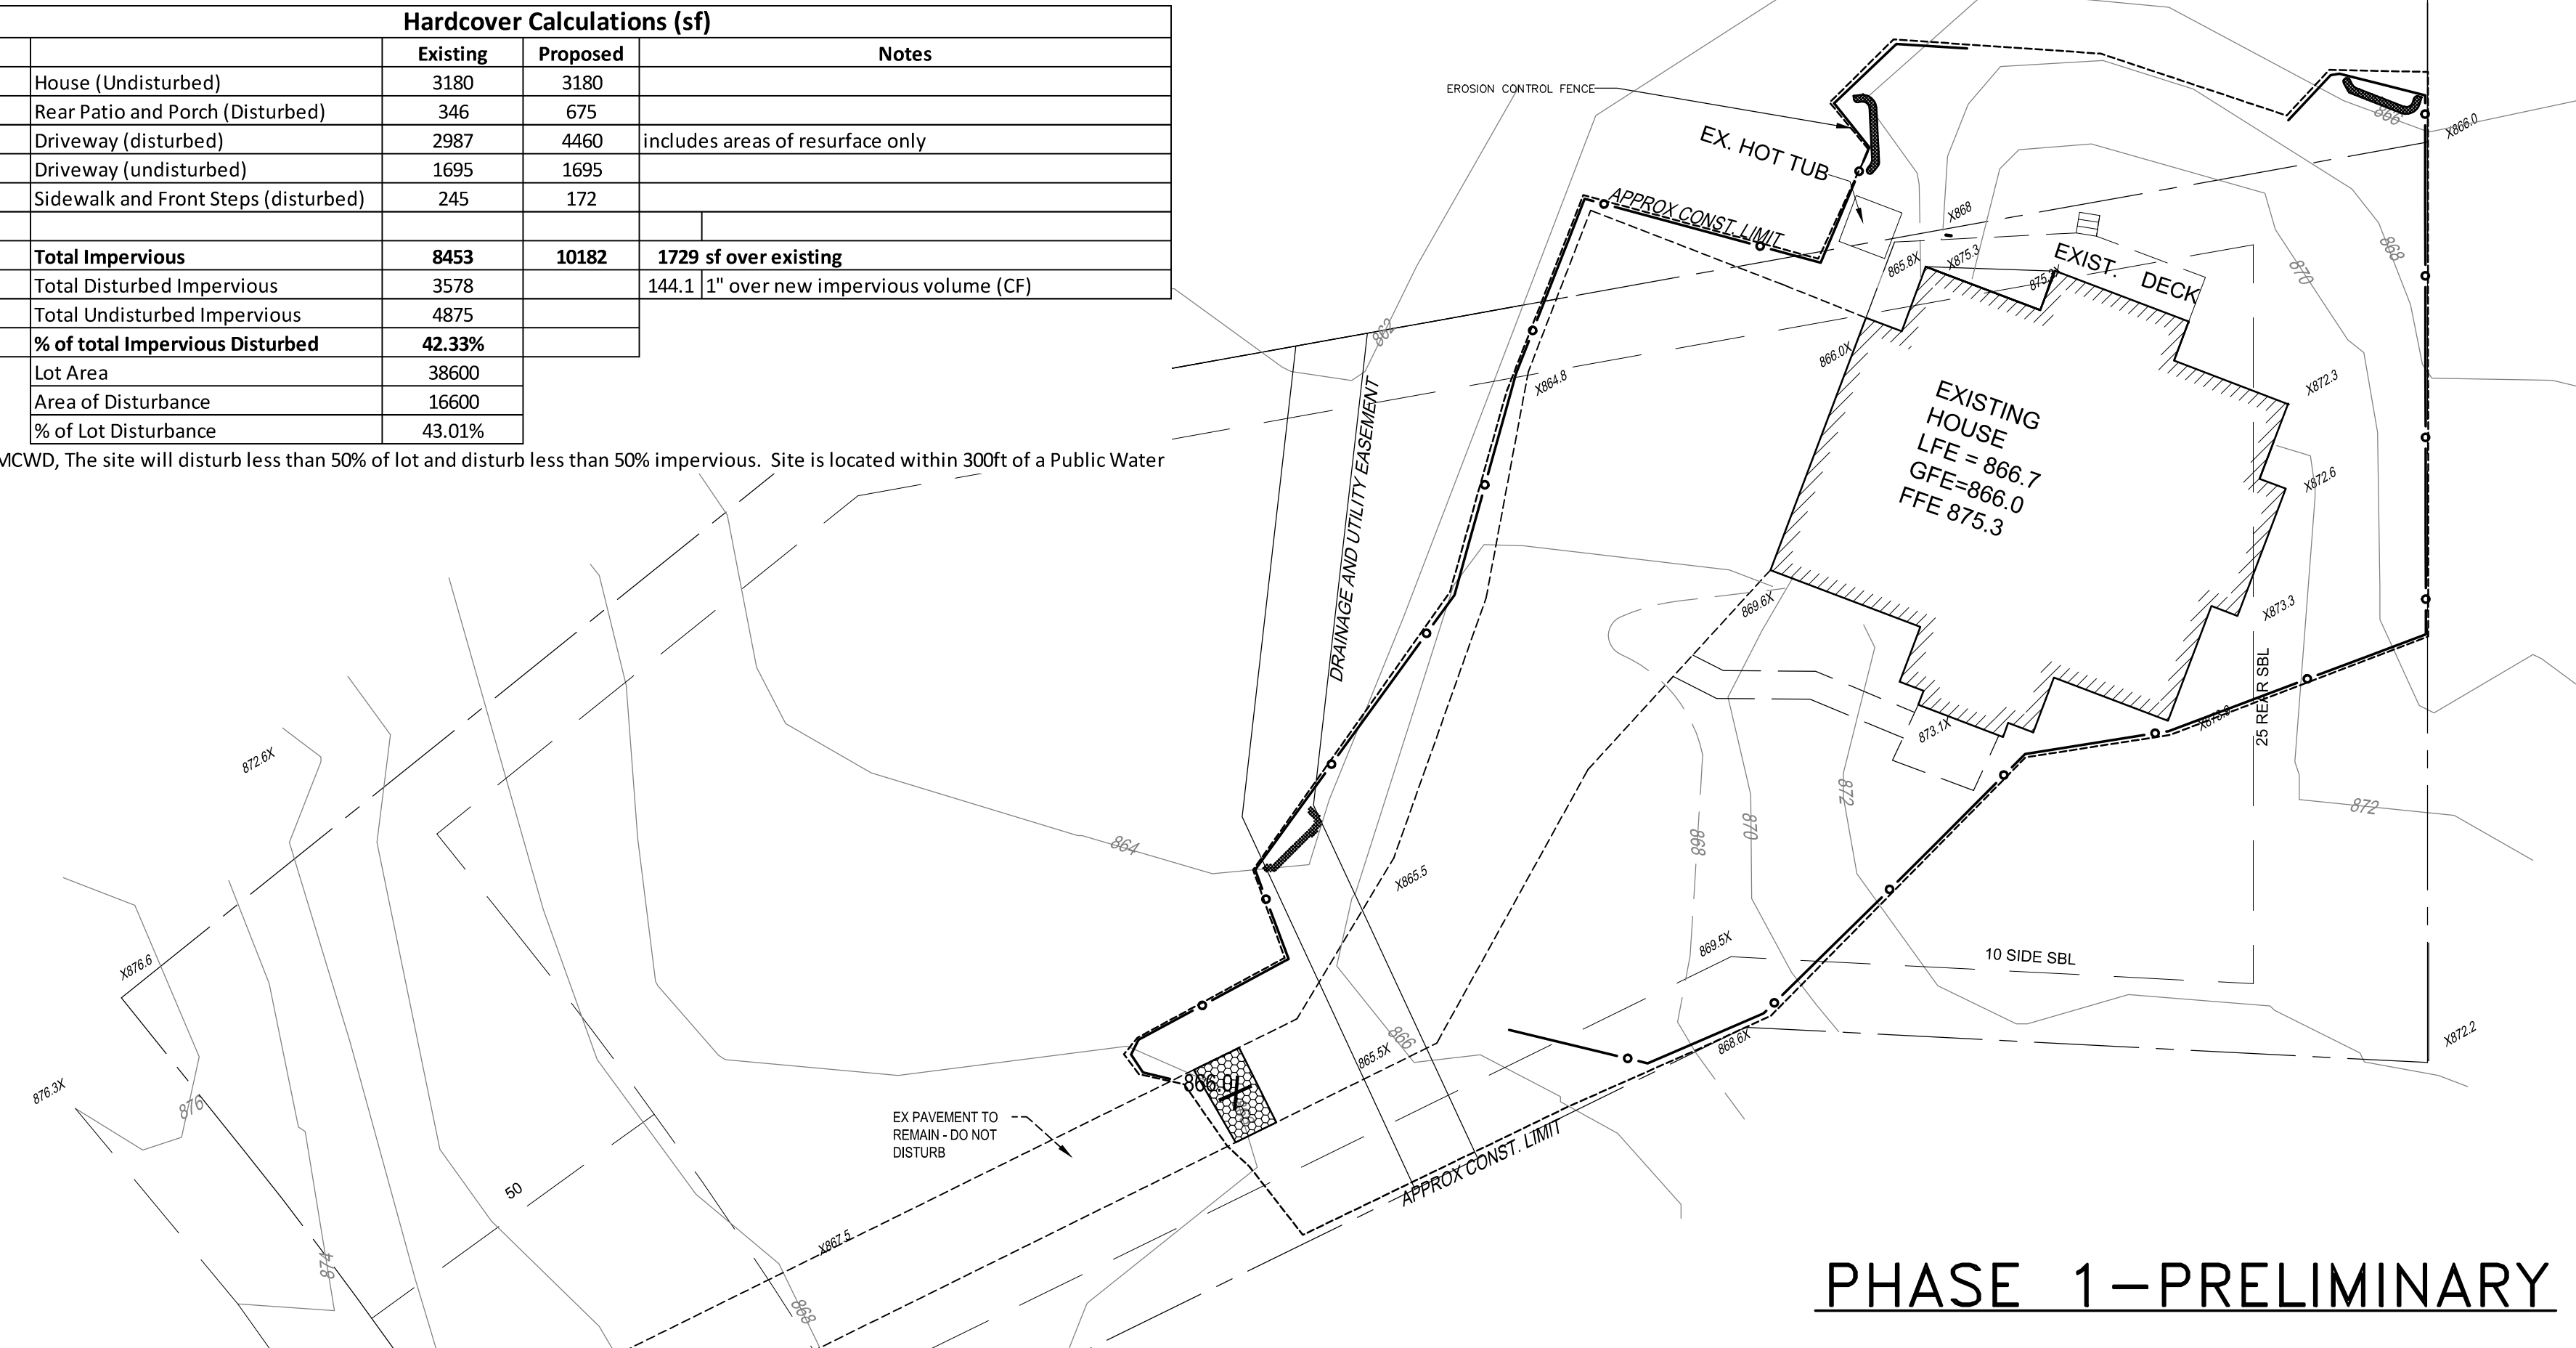 Hardcover Calculations (sf)
Existing Proposed Notes
House (Undisturbed) 3180 3180
Rear Patio and Porch (Disturbed) 346 675
Driveway (disturbed) 2987 4460 includes areas of resurface only
Driveway (undisturbed) 1695 1695
Sidewalk and Front Steps (disturbed) 245 172
Total Impervious 8453 10182 1729 sf over existing
Total Disturbed Impervious 3578 144.1 1" over new impervious volume (CF)
Total Undisturbed Impervious 4875
% of total Impervious Disturbed 42.33%
Lot Area 38600
Area of Disturbance 16600
% of Lot Disturbance 43.01%
MCWD, The site will disturb less than 50% of lot and disturb less than 50% impervious. Site is located within 300ft of a Public Water
EROSION CONTROL FENCE
EX. HOT TUB
APPROX CONST. LIMIT
866
X866.0
X868
865.8X
X875.3
EXIST. DECK
870
868
862
X864.8
866.0X
X872.3
DRAINAGE AND UTILITY EASEMENT
EXISTING
HOUSE
LFE = 866.7
GFE=866.0
FFE 875.3
X872.6
869.6X
X873.3
25 REAR SBL
873.1X
872.6X
872
872
870
868
864
X865.5
869.5X
10 SIDE SBL
X876.6
866
865.5X
868.6X
X872.2
876.3X
876
866.0
EX PAVEMENT TO
REMAIN - DO NOT
DISTURB
APPROX CONST. LIMIT
50
X867.5
874
868
PHASE 1-PRELIMINARY